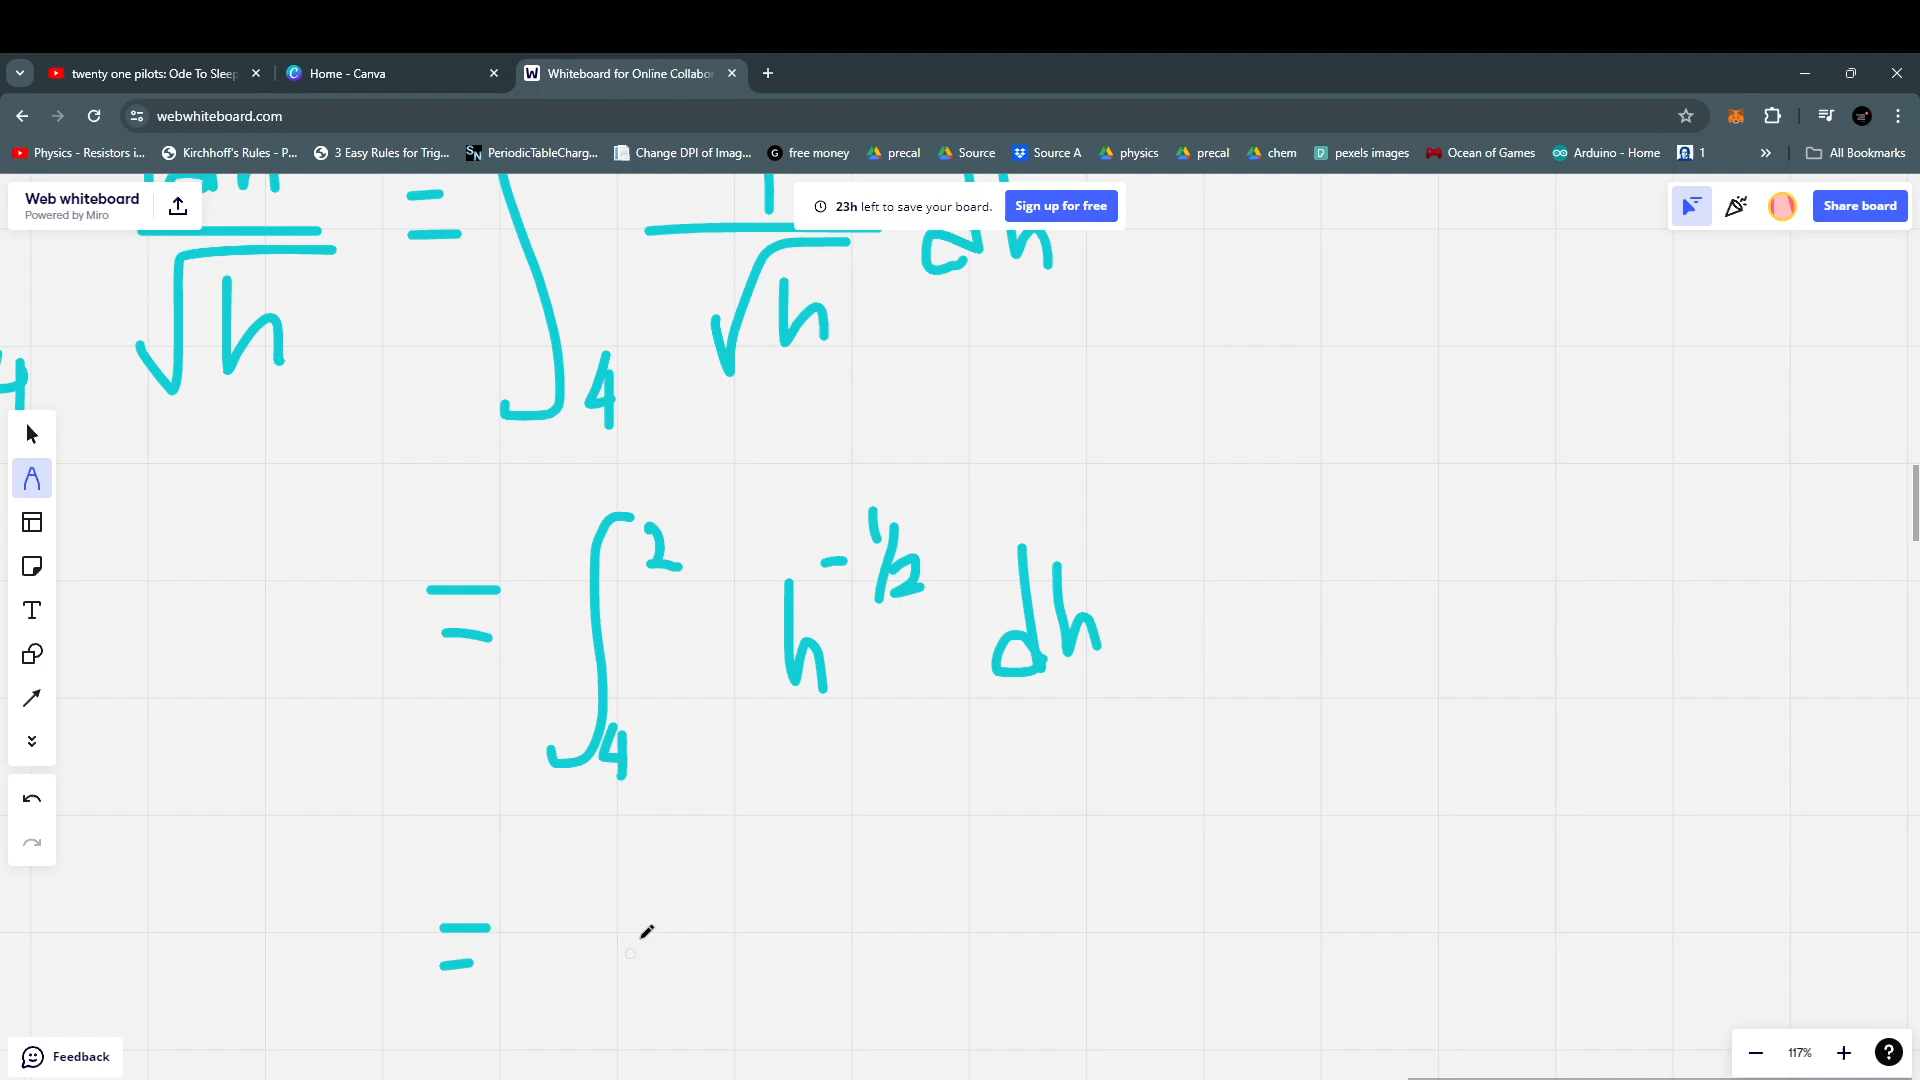 twenty one pilots: Ode To Sleep
Home - Canva
W Whiteboard for Online Collabor
webwhiteboard.com
Physics - Resistors i...
Kirchhoff's Rules - P...
3 Easy Rules for Trig...
SN PeriodicTableCharg...
Change DPI of Imag...
G free money
precal
Source
Source A
physics
precal
chem
pexels images
Ocean of Games
Arduino - Home
1
»
All Bookmarks
Web whiteboard
Powered by Miro
23h left to save your board.
Sign up for free
Share board
√h = ∫ 4 1/√h dh
4
= ∫ 2 4 h^-1/2 dh
=
Feedback
− 117% + ?